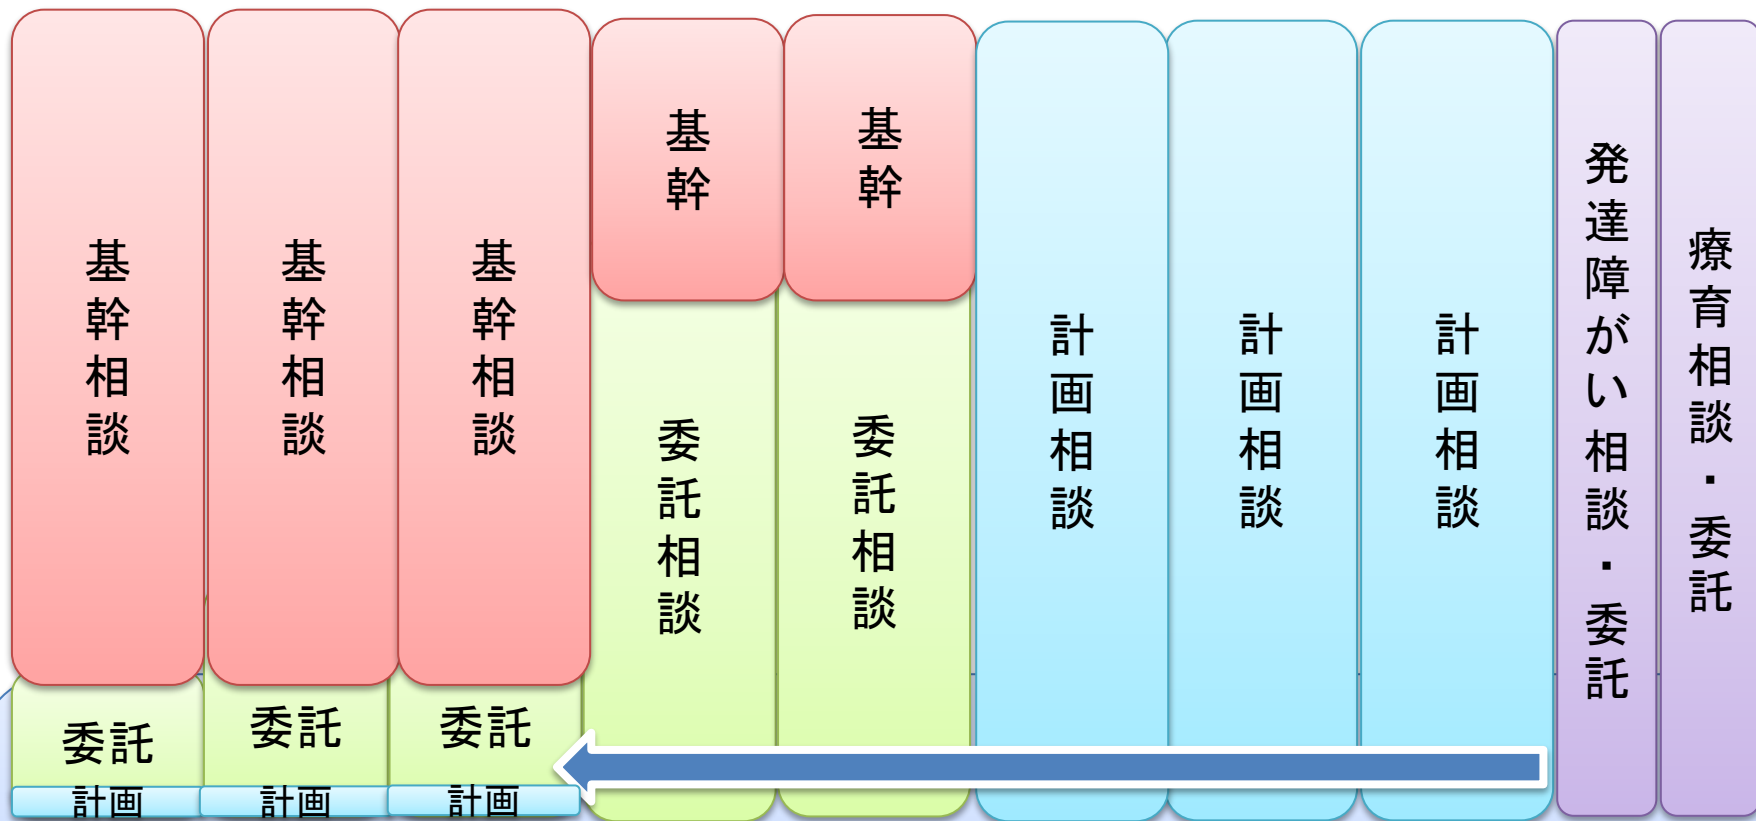 基幹相談
委託
計画
基幹相談
委託
計画
基幹相談
委託
計画
基幹
委託相談
基幹
委託相談
計画相談
計画相談
計画相談
発達障がい相談・委託
療育相談・委託